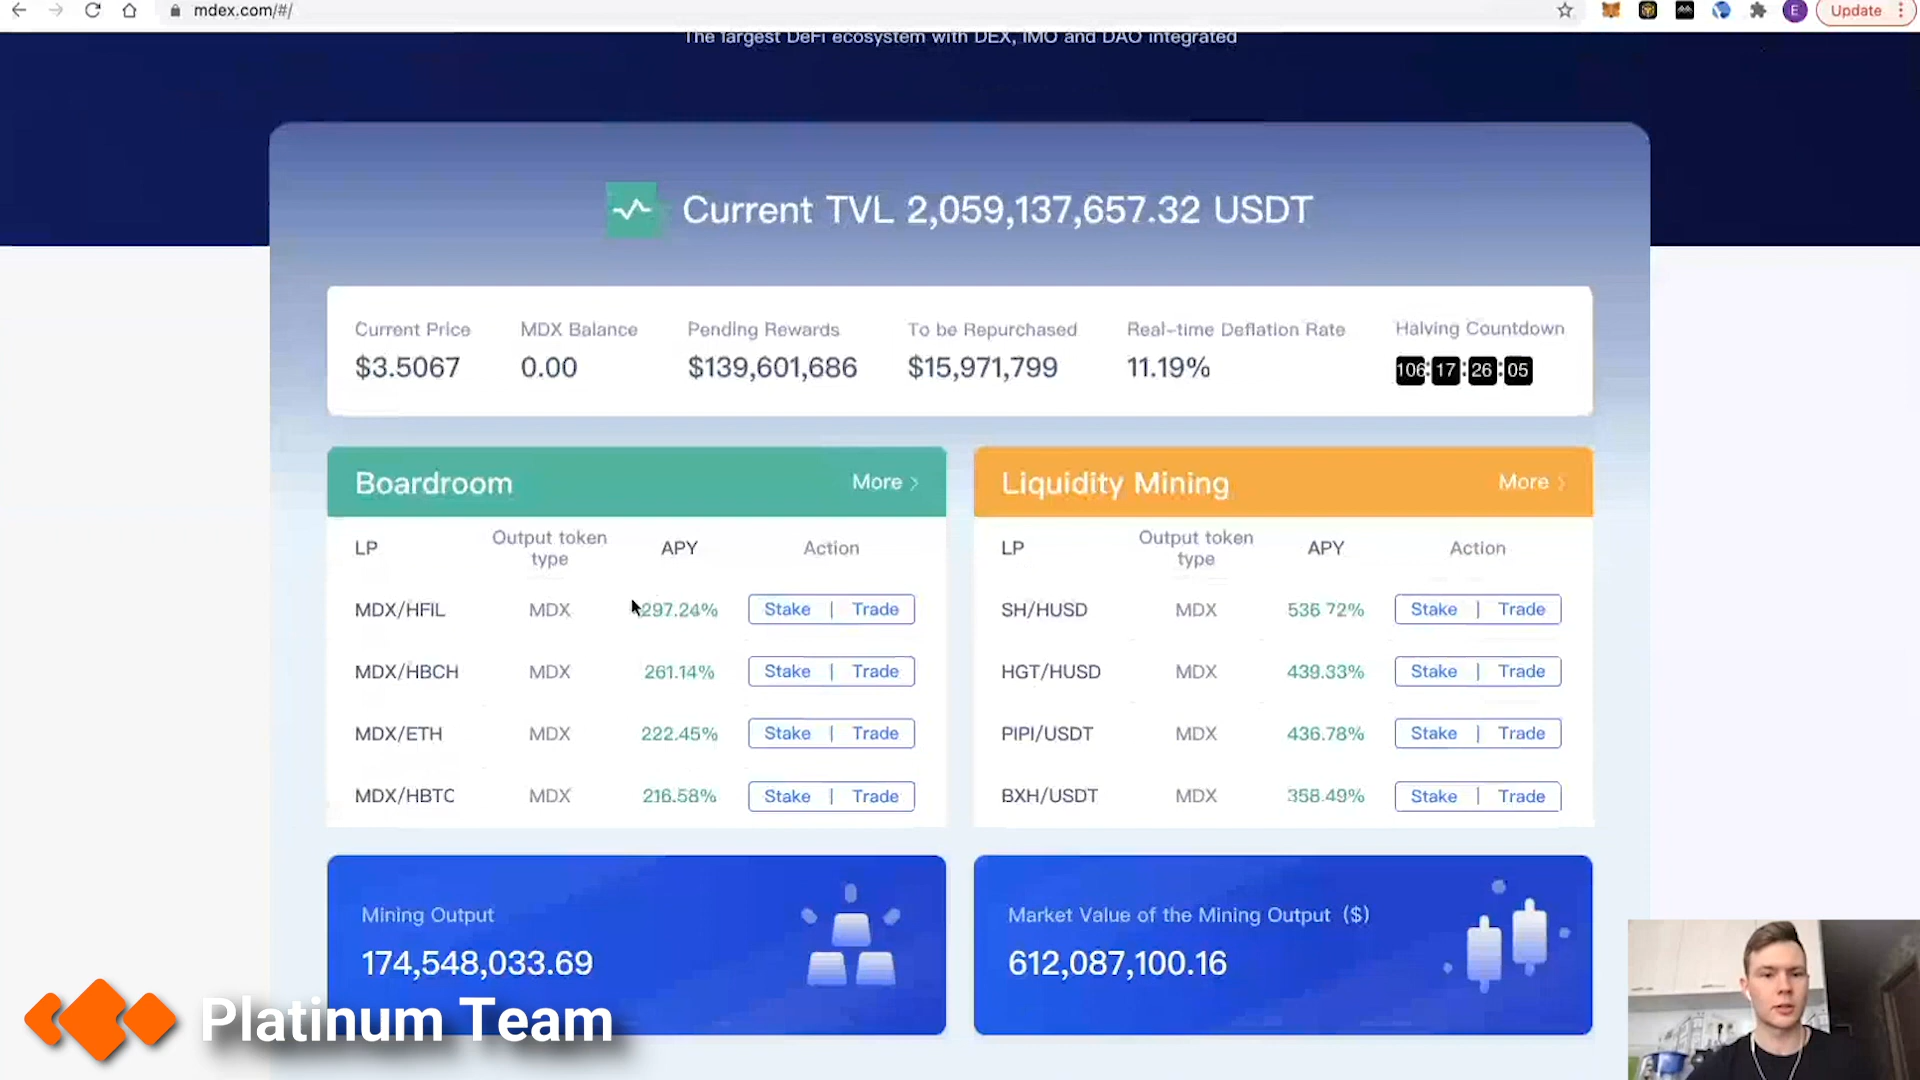 mdex.com/#/
E
Update
The largest DeFi ecosystem with DEX, IMO and DAO integrated
Current TVL 2,059,137,657.32 USDT
Current Price
MDX Balance
Pending Rewards
To be Repurchased
Real-time Deflation Rate
Halving Countdown
$3.5067
0.00
$139,601,686
$15,971,799
11.19%
106:17:26:05
Boardroom
More >
LP
Output token
type
APY
Action
MDX/HFIL MDX 297.24% Stake | Trade
MDX/HBCH MDX 261.14% Stake | Trade
MDX/ETH MDX 222.45% Stake | Trade
MDX/HBTC MDX 216.58% Stake | Trade
Liquidity Mining
More >
LP
Output token
type
APY
Action
SH/HUSD MDX 536.72% Stake | Trade
HGT/HUSD MDX 439.33% Stake | Trade
PIPI/USDT MDX 436.78% Stake | Trade
BXH/USDT MDX 358.49% Stake | Trade
Mining Output
174,548,033.69
Market Value of the Mining Output ($)
612,087,100.16
Platinum Team